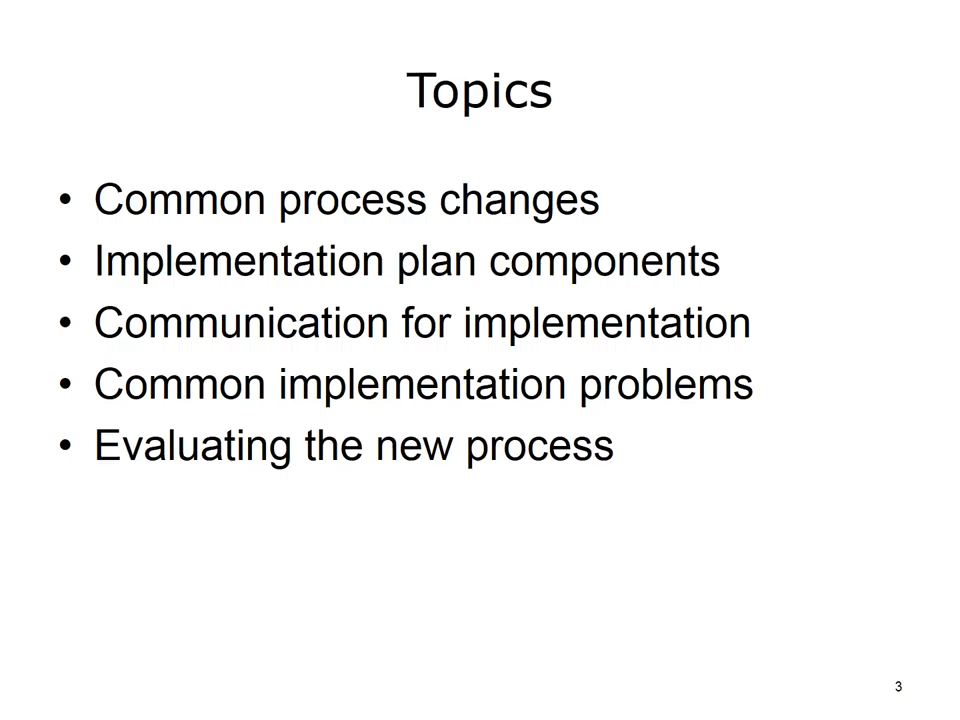 Topics
• Common process changes
• Implementation plan components
• Communication for implementation
• Common implementation problems
• Evaluating the new process
3